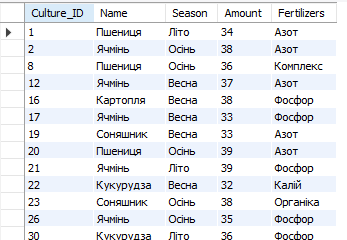 Culture_ID Name Season Amount Fertilizers
1 Пшениця Літо 34 Азот
2 Ячмінь Осінь 38 Азот
8 Пшениця Осінь 36 Комплекс
12 Ячмінь Весна 37 Азот
16 Картопля Весна 38 Фосфор
17 Ячмінь Весна 33 Фосфор
19 Соняшник Весна 33 Азот
20 Пшениця Осінь 39 Азот
21 Ячмінь Літо 39 Фосфор
22 Кукурудза Весна 32 Калій
23 Соняшник Осінь 38 Органіка
26 Ячмінь Осінь 35 Фосфор
30 Кукурудза Літо 36 Фосфор